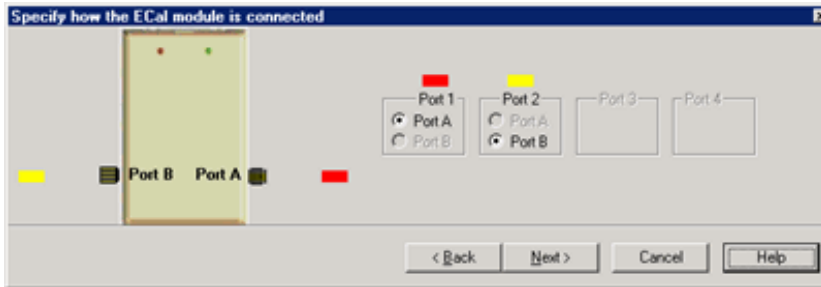 Specify how the ECal module is connected
Port 1 Port 2 Port 3 Port 4
Port A Port A
Port B Port B
Port B Port A
< Back Next > Cancel Help